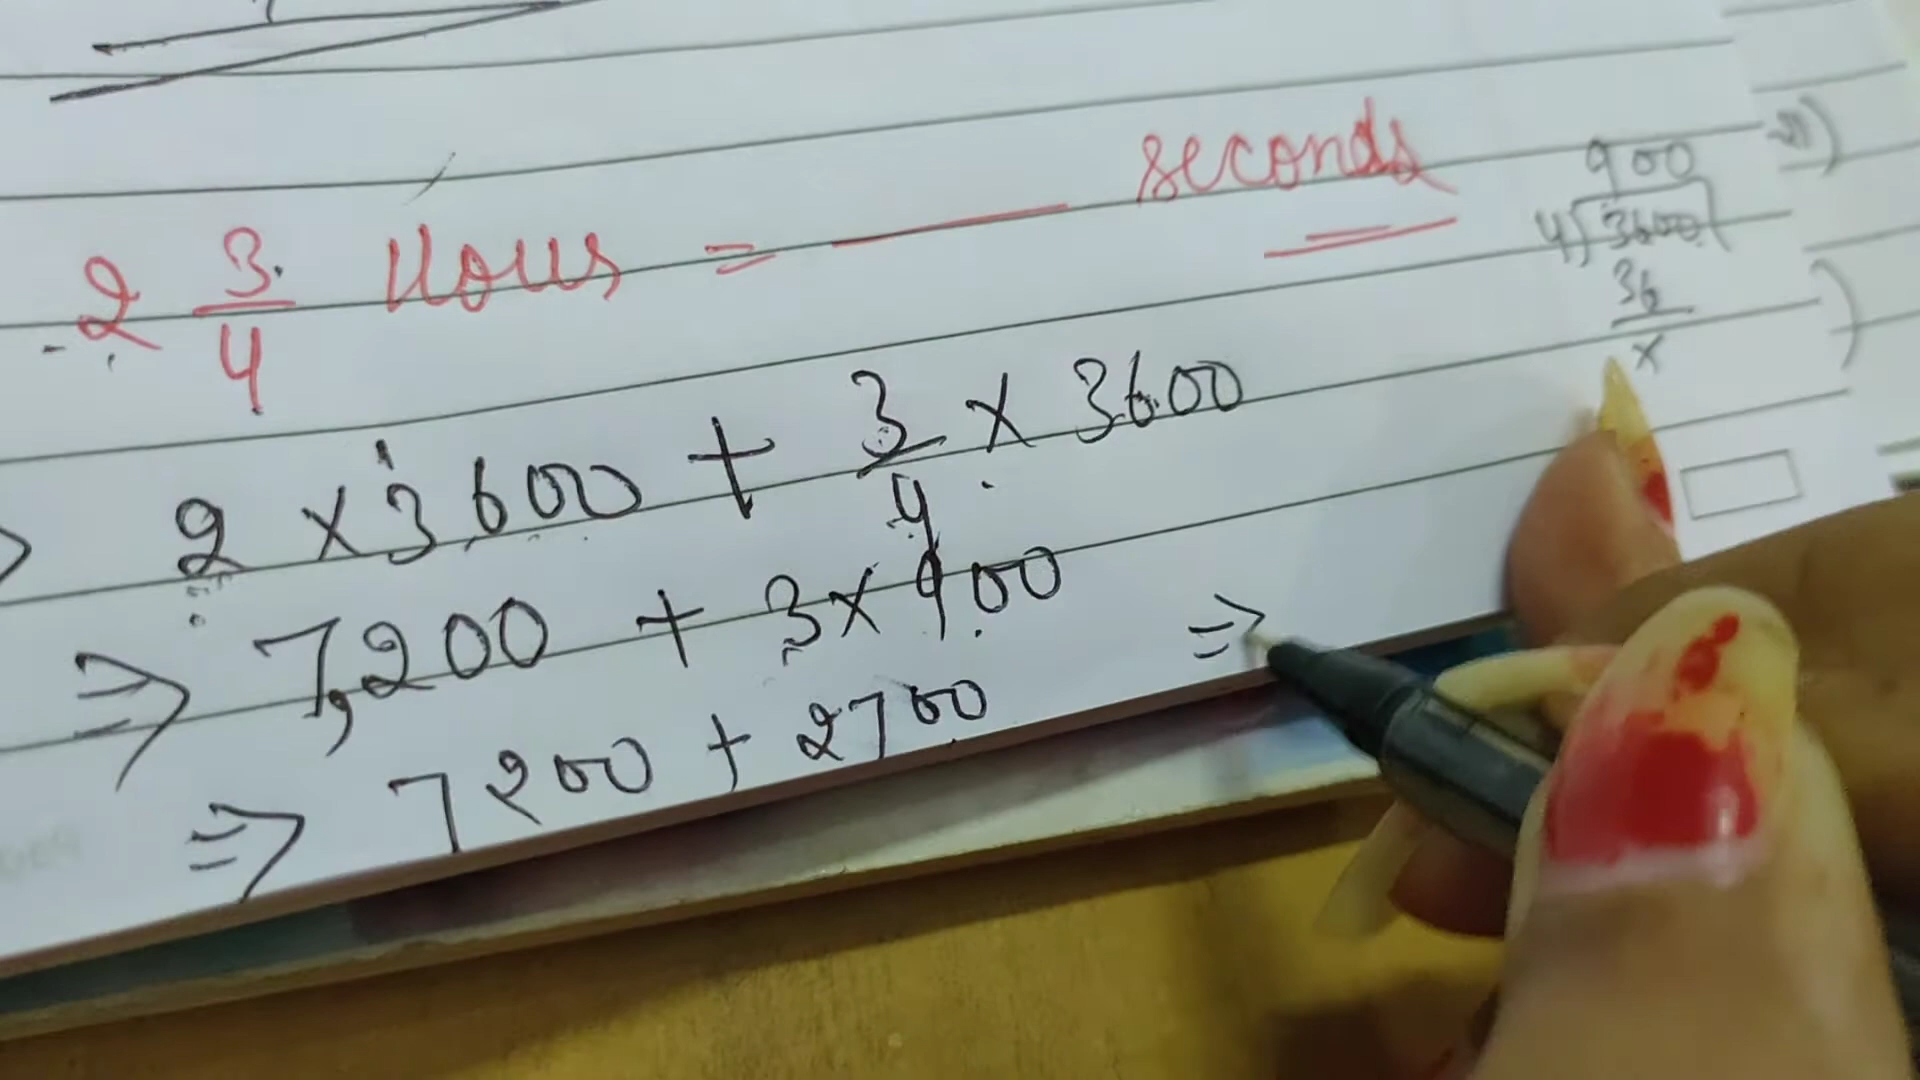 2 3/4 Hours = ____ seconds
900
4)3600(
36
x
2 x 3600 + 3/4 x 3600
⇒ 7,200 + 3 x 900
⇒ 7200 + 2700 ⇒